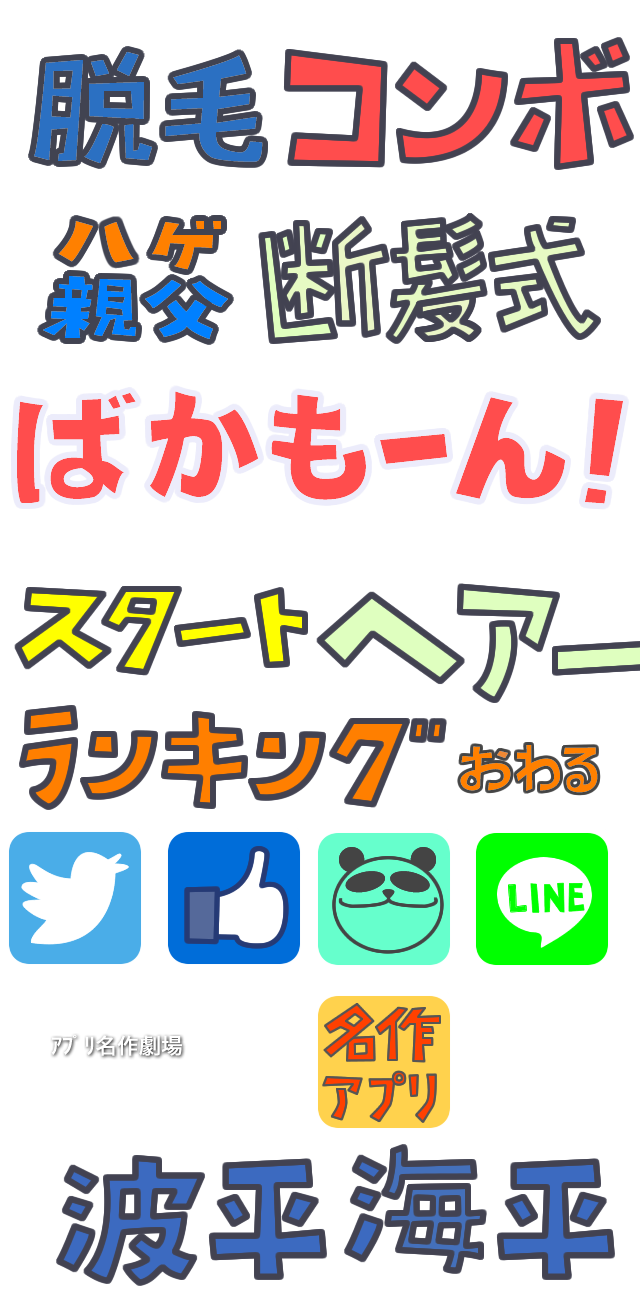 脱毛コンボ
ハゲ
親父
断髪式
ばかもーん!
スタート
ヘアー
ランキング
おわる
LINE
アプリ名作劇場
名作
アプリ
波平海平